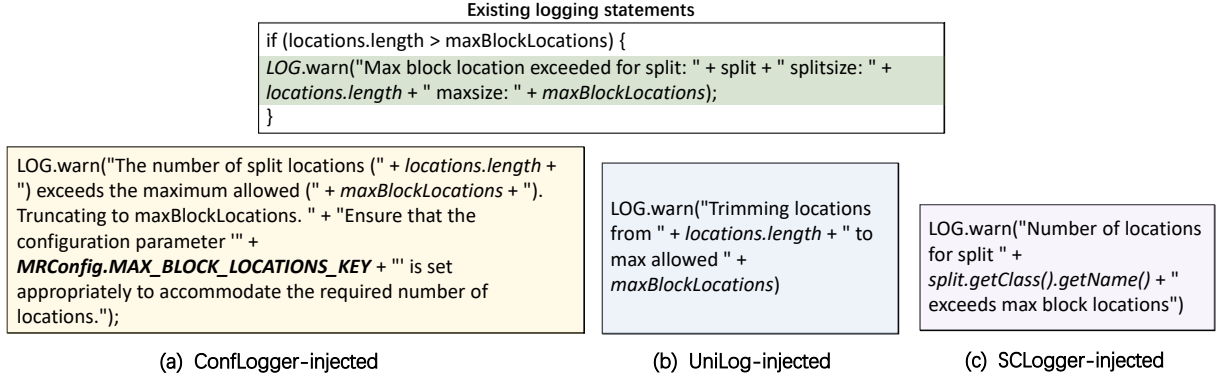 Existing logging statements
if (locations.length > maxBlockLocations) {
LOG.warn("Max block location exceeded for split: " + split + " splitsize: " +
locations.length + " maxsize: " + maxBlockLocations);
}
LOG.warn("The number of split locations (" + locations.length +
") exceeds the maximum allowed (" + maxBlockLocations + ").
Truncating to maxBlockLocations. " + "Ensure that the
configuration parameter '" +
MRConfig.MAX_BLOCK_LOCATIONS_KEY + "' is set
appropriately to accommodate the required number of
locations.");
(a) ConfLogger-injected
LOG.warn("Trimming locations
from " + locations.length + " to
max allowed " +
maxBlockLocations)
(b) UniLog-injected
LOG.warn("Number of locations
for split " +
split.getClass().getName() + "
exceeds max block locations")
(c) SCLogger-injected